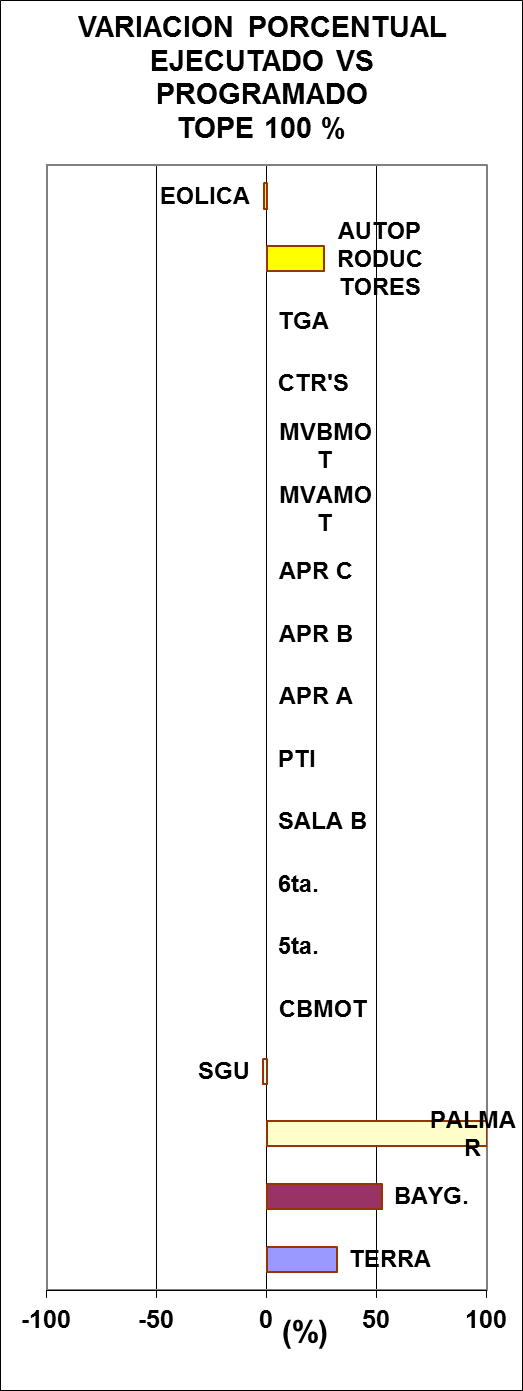 VARIACION PORCENTUAL
EJECUTADO VS
PROGRAMADO
TOPE 100 %
EOLICA
AUTOP
RODUC
TORES
TGA
CTR'S
MVBMO
T
MVAMO
T
APR C
APR B
APR A
PTI
SALA B
6ta.
5ta.
CBMOT
SGU
PALMA
R
BAYG.
TERRA
-100 -50 0 50 100
(%)